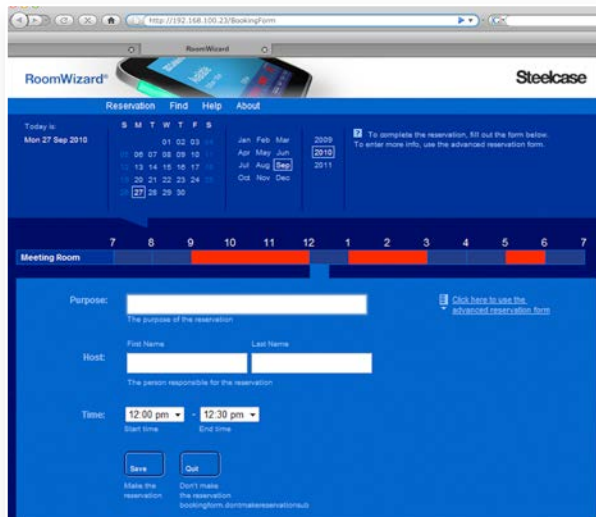 http://192.168.100.23/BookingForm
RoomWizard
RoomWizard®
Steelcase
Reservation Find Help About
Today is:
Mon 27 Sep 2010
S M T W T F S
01 02 03
06 07 08 09 10
13 14 15 16 17
20 21 22 23 24
27 28 29 30
Jan Feb Mar
Apr May Jun
Jul Aug Sep
Oct Nov Dec
2009
2010
2011
? To complete the reservation, fill out the form below.
To enter more info, use the advanced reservation form.
7 8 9 10 11 12 1 2 3 4 5 6 7
Meeting Room
Purpose:
The purpose of the reservation
Click here to use the
advanced reservation form
First Name Last Name
Host:
The person responsible for the reservation
Time: 12:00 pm - 12:30 pm
Start time End time
Save Quit
Make the reservation
Don't make the reservation
bookingform.dontmakereservationsub